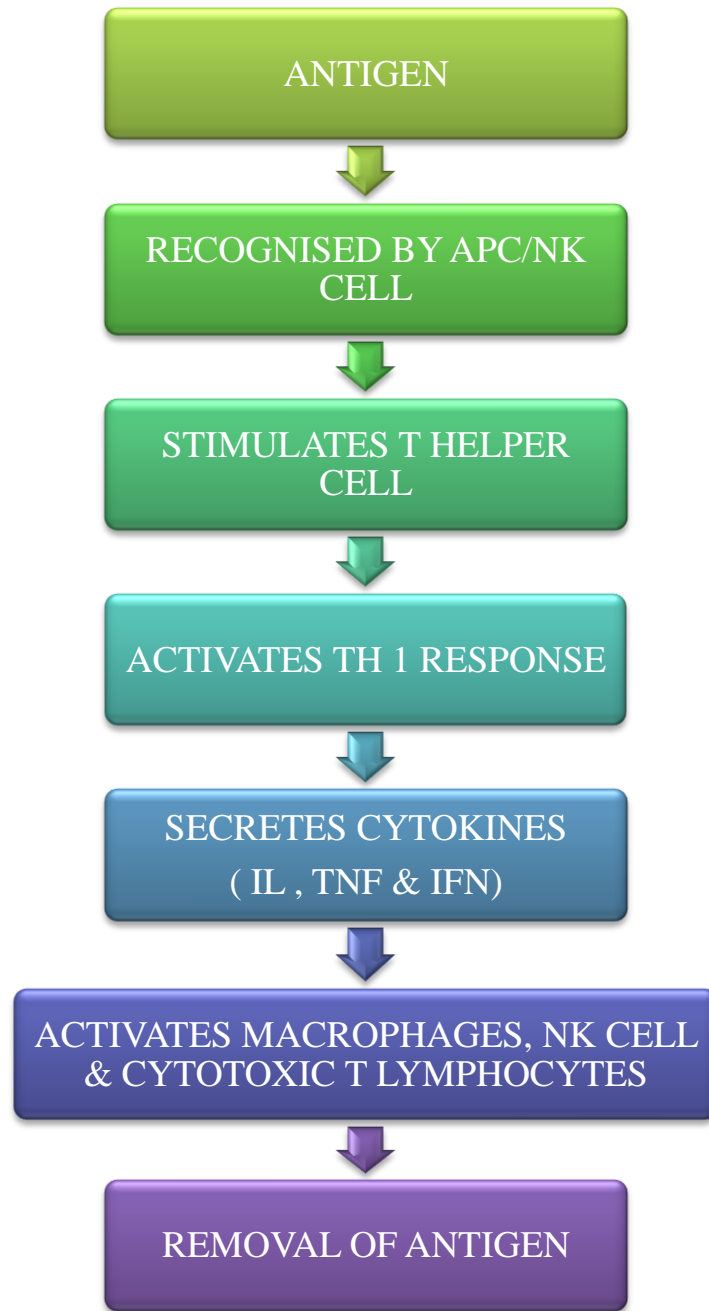 ANTIGEN
RECOGNISED BY APC/NK
CELL
STIMULATES T HELPER
CELL
ACTIVATES TH 1 RESPONSE
SECRETES CYTOKINES
( IL , TNF & IFN)
ACTIVATES MACROPHAGES, NK CELL
& CYTOTOXIC T LYMPHOCYTES
REMOVAL OF ANTIGEN